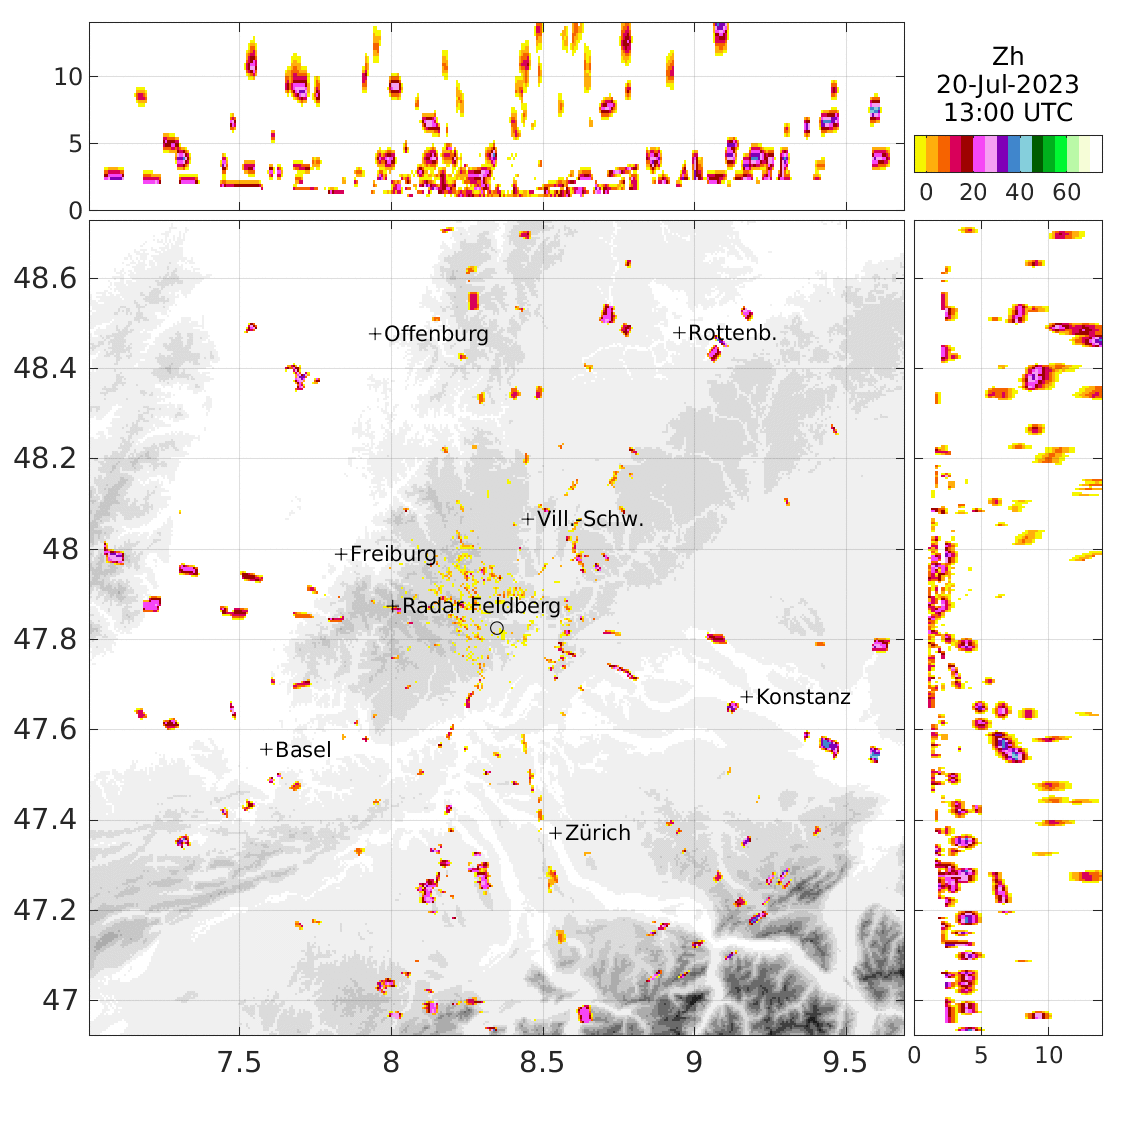 10
5
0
Zh
20-Jul-2023
13:00 UTC
0 20 40 60
48.6
48.4
48.2
48
47.8
47.6
47.4
47.2
47
+Offenburg
+Rottenb.
+Vill.-Schw.
+Freiburg
+Radar Feldberg
+Konstanz
+Basel
+Zürich
7.5 8 8.5 9 9.5
0 5 10